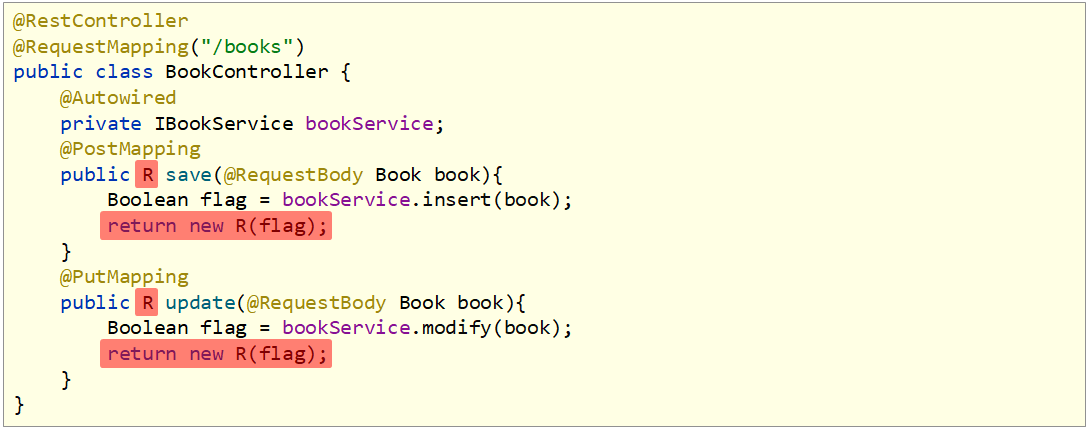 @RestController
@RequestMapping("/books")
public class BookController {
    @Autowired
    private IBookService bookService;
    @PostMapping
    public R save(@RequestBody Book book){
        Boolean flag = bookService.insert(book);
        return new R(flag);
    }
    @PutMapping
    public R update(@RequestBody Book book){
        Boolean flag = bookService.modify(book);
        return new R(flag);
    }
}